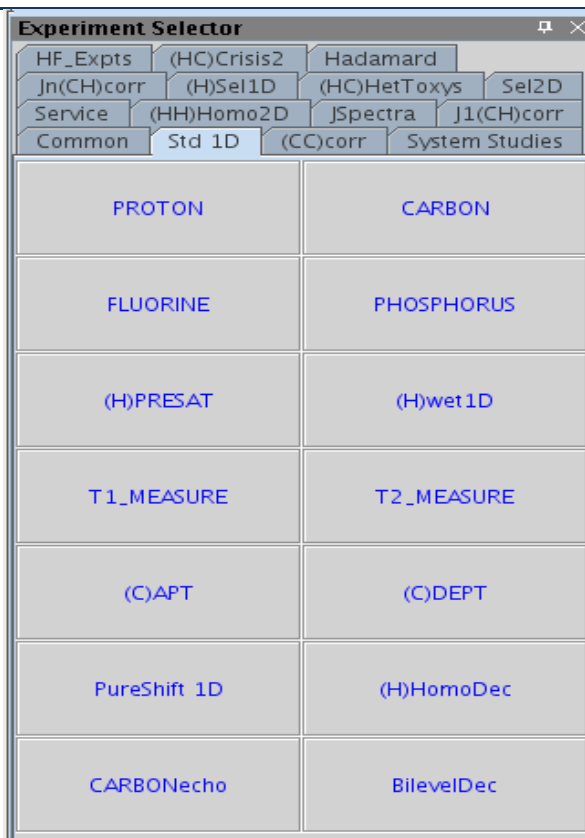 Experiment Selector
HF_Expts (HC)Crisis2 Hadamard
Jn(CH)corr (H)Sel1D (HC)HetToxys Sel2D
Service (HH)Homo2D JSpectra J1(CH)corr
Common Std 1D (CC)corr System Studies
PROTON CARBON
FLUORINE PHOSPHORUS
(H)PRESAT (H)wet1D
T1_MEASURE T2_MEASURE
(C)APT (C)DEPT
PureShift 1D (H)HomoDec
CARBONecho BilevelDec